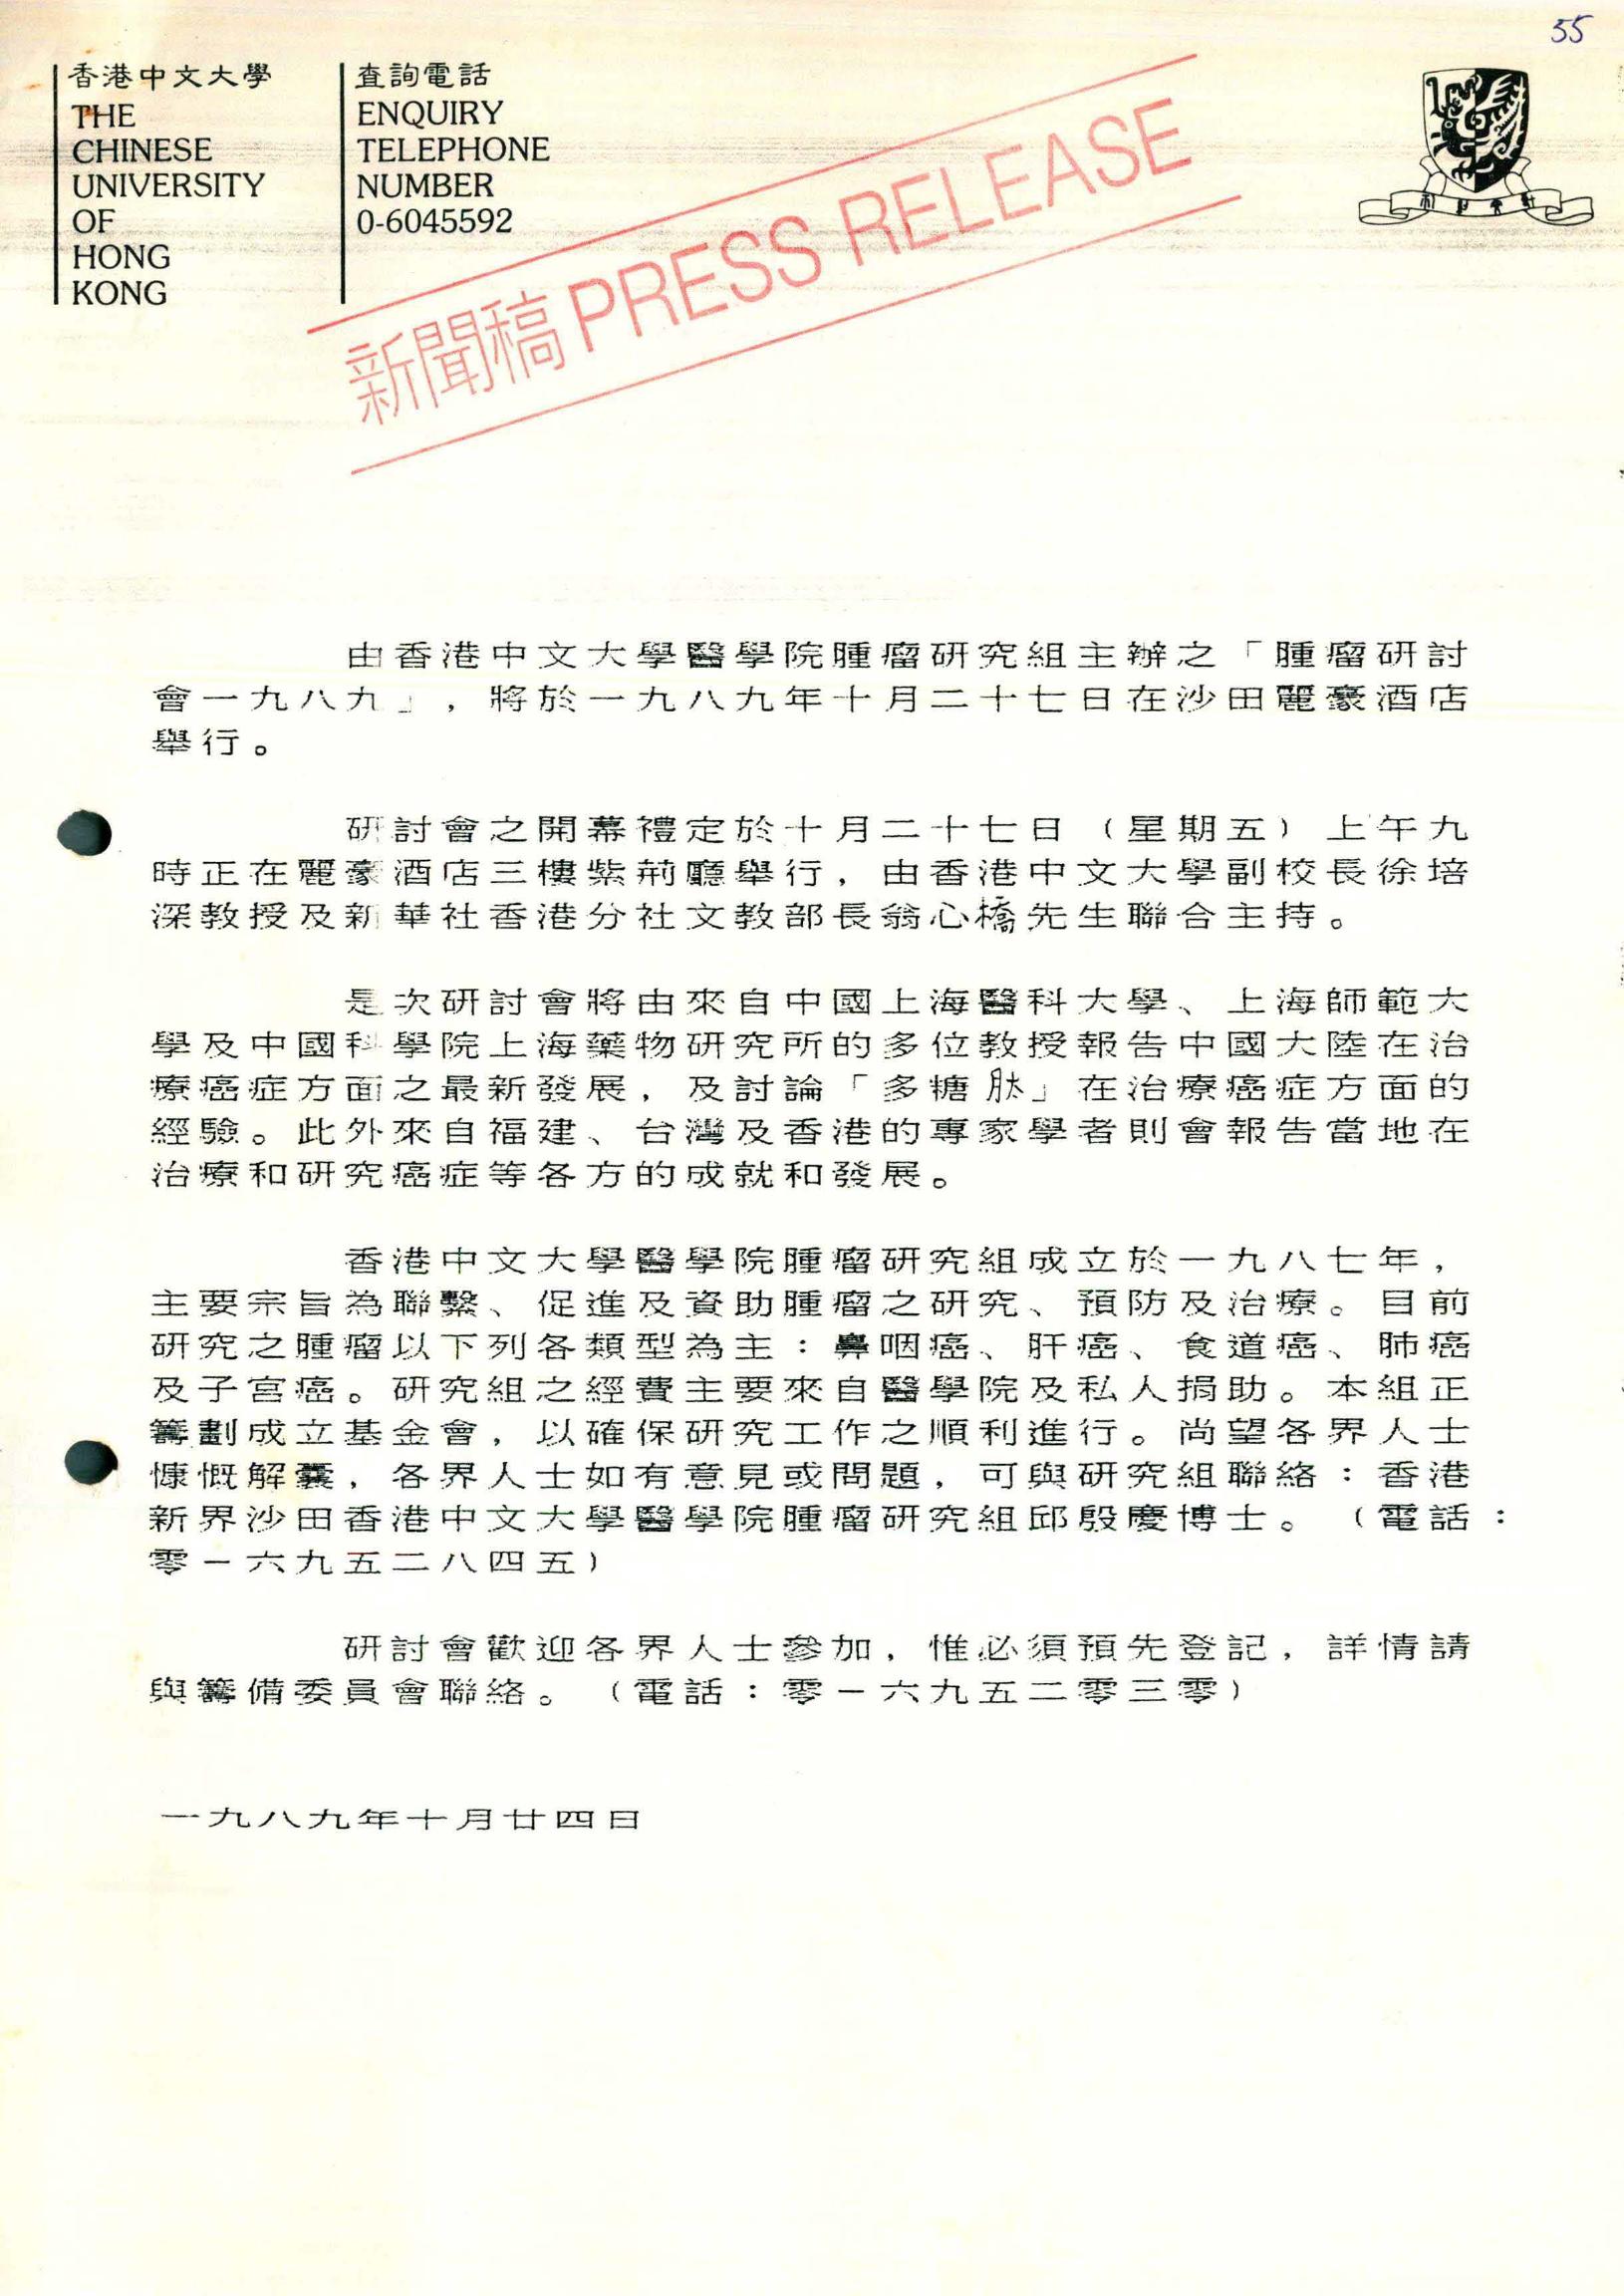 55
香港中文大學
THE
CHINESE
UNIVERSITY
OF
HONG
KONG
查詢電話
ENQUIRY
TELEPHONE
NUMBER
0-6045592
新聞稿 PRESS RELEASE
由香港中文大學醫學院腫瘤研究組主辦之「腫瘤研討
會一九八九」，將於一九八九年十月二十七日在沙田麗豪酒店
舉行。
研討會之開幕禮定於十月二十七日（星期五）上午九
時正在麗豪酒店三樓紫荊廳舉行，由香港中文大學副校長徐培
深教授及新華社香港分社文教部長翁心橋先生聯合主持。
是次研討會將由來自中國上海醫科大學、上海師範大
學及中國科學院上海藥物研究所的多位教授報告中國大陸在治
療癌症方面之最新發展，及討論「多糖肽」在治療癌症方面的
經驗。此外來自福建、台灣及香港的專家學者則會報告當地在
治療和研究癌症等各方的成就和發展。
香港中文大學醫學院腫瘤研究組成立於一九八七年，
主要宗旨為聯繫、促進及資助腫瘤之研究、預防及治療。目前
研究之腫瘤以下列各類型為主：鼻咽癌、肝癌、食道癌、肺癌
及子宮癌。研究組之經費主要來自醫學院及私人捐助。本組正
籌劃成立基金會，以確保研究工作之順利進行。尚望各界人士
慷慨解囊，各界人士如有意見或問題，可與研究組聯絡：香港
新界沙田香港中文大學醫學院腫瘤研究組邱殷慶博士。（電話：
零－六九五二八四五）
研討會歡迎各界人士參加，惟必須預先登記，詳情請
與籌備委員會聯絡。（電話：零－六九五二零三零）
一九八九年十月廿四日